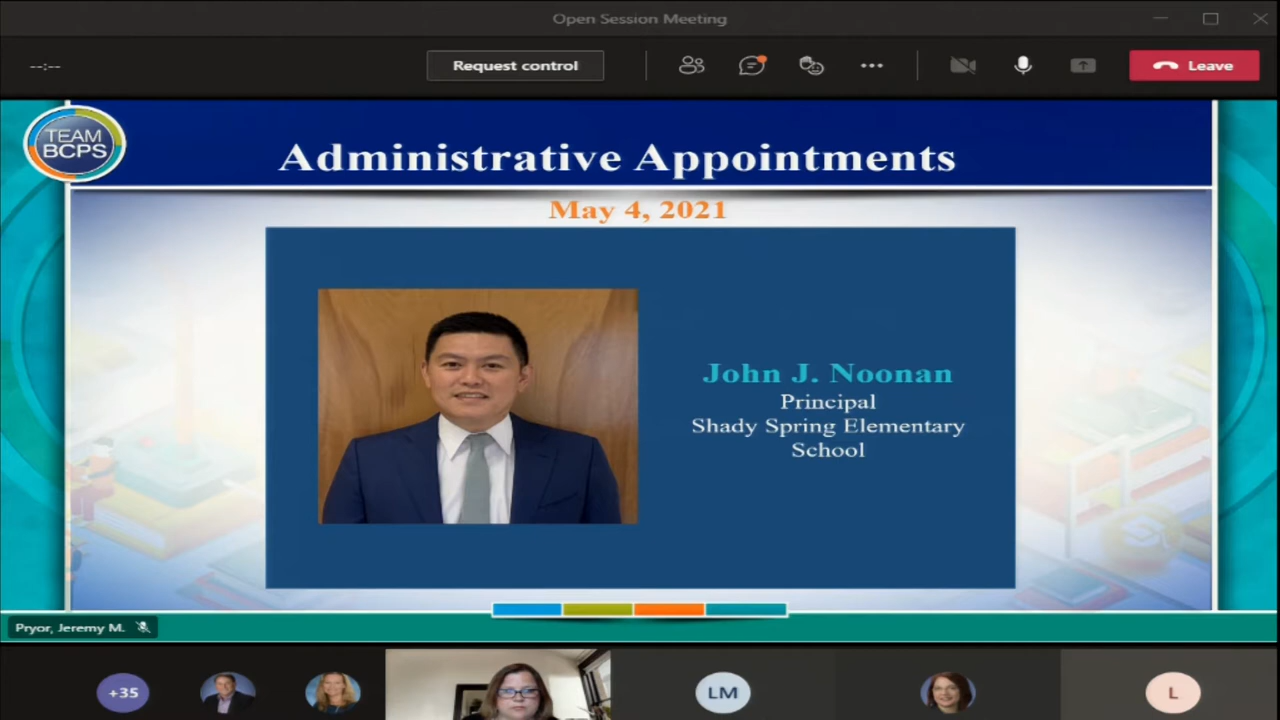 Open Session Meeting
--:--
Request control
Leave
TEAM
BCPS
Administrative Appointments
May 4, 2021
John J. Noonan
Principal
Shady Spring Elementary
School
Pryor, Jeremy M.
+35
LM
L